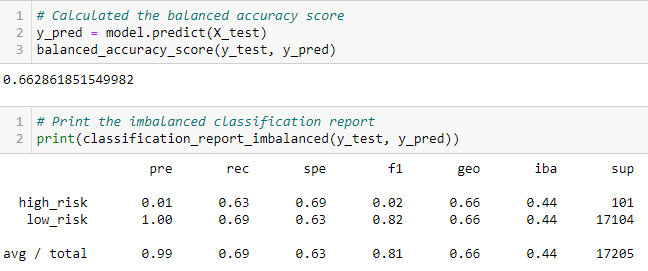 1 # Calculated the balanced accuracy score
2 y_pred = model.predict(X_test)
3 balanced_accuracy_score(y_test, y_pred)
0.662861851549982
1 # Print the imbalanced classification report
2 print(classification_report_imbalanced(y_test, y_pred))
pre rec spe f1 geo iba sup
high_risk 0.01 0.63 0.69 0.02 0.66 0.44 101
low_risk 1.00 0.69 0.63 0.82 0.66 0.44 17104
avg / total 0.99 0.69 0.63 0.81 0.66 0.44 17205